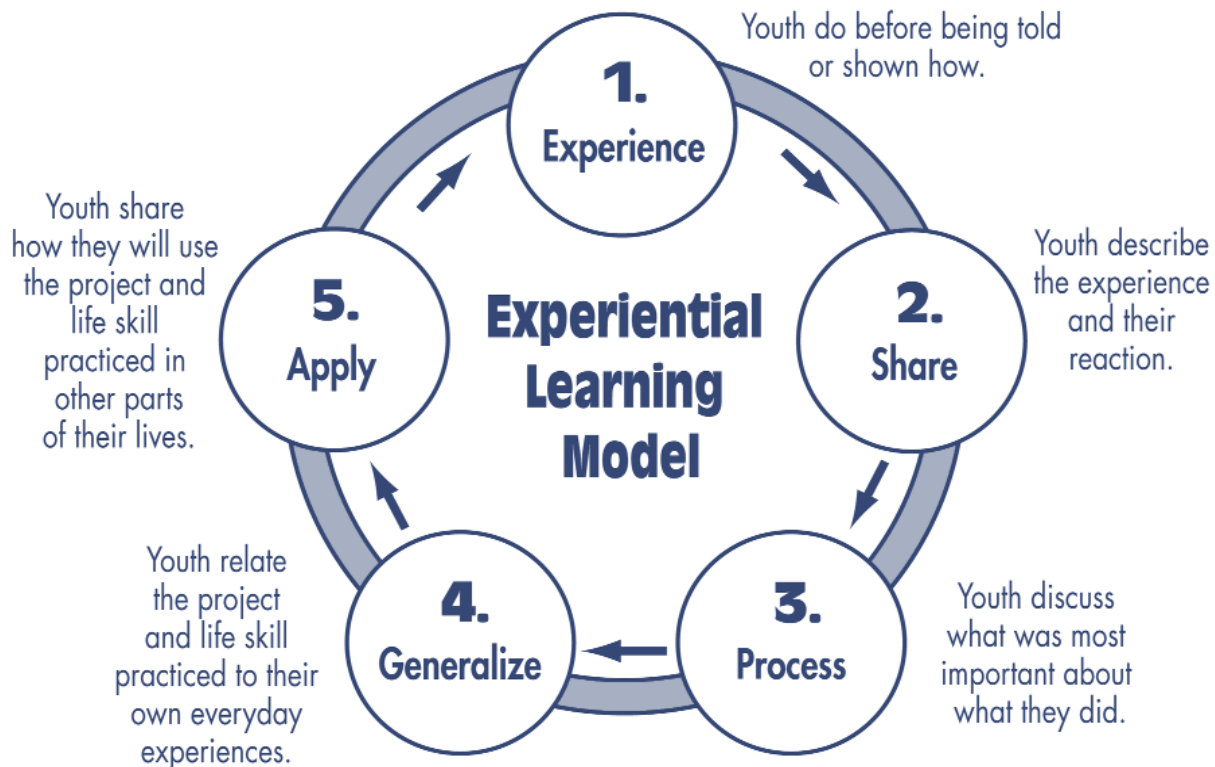 1.
Experience
Youth do before being told
or shown how.
2.
Share
Youth describe
the experience
and their
reaction.
3.
Process
Youth discuss
what was most
important about
what they did.
4.
Generalize
Youth relate
the project
and life skill
practiced to their
own everyday
experiences.
5.
Apply
Youth share
how they will use
the project and
life skill
practiced in
other parts
of their lives.
Experiential
Learning
Model